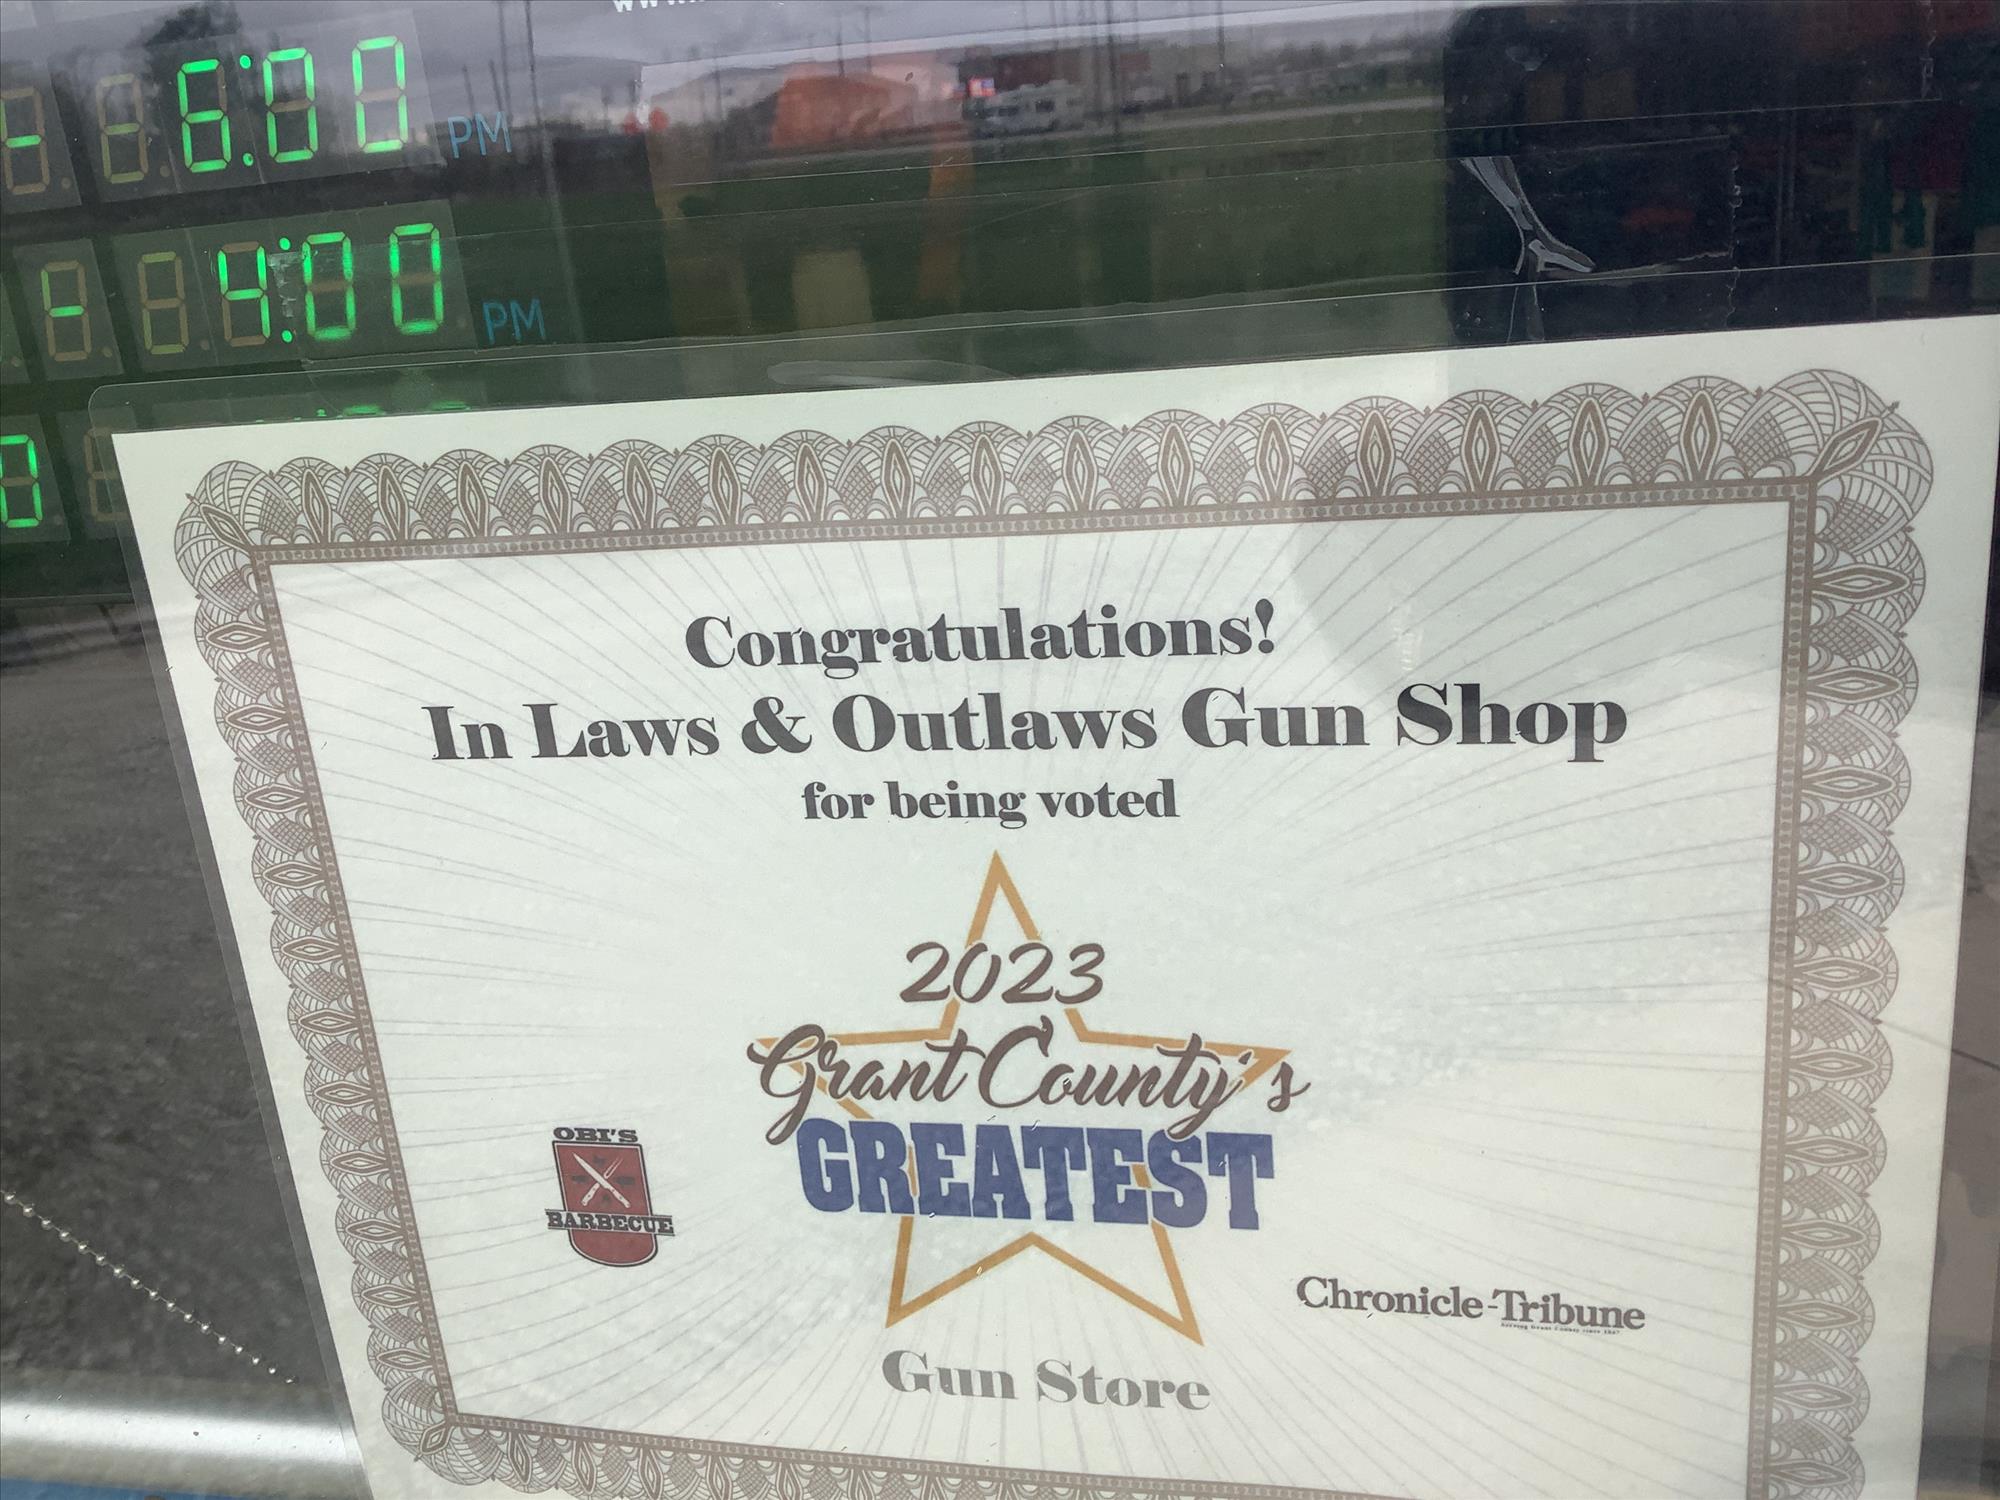 - 6:00 PM
- 4:00 PM
Congratulations!
In Laws & Outlaws Gun Shop
for being voted
2023
Grant County's
GREATEST
OBI'S
BARBECUE
Chronicle-Tribune
Gun Store